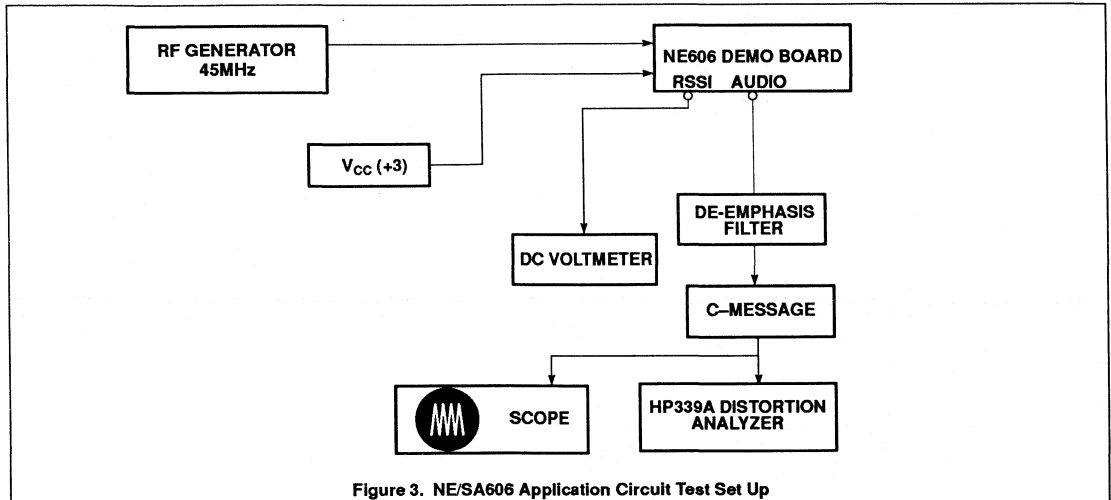 RF GENERATOR
45MHz
NE606 DEMO BOARD
RSSI AUDIO
VCC (+3)
DE-EMPHASIS
FILTER
DC VOLTMETER
C–MESSAGE
SCOPE
HP339A DISTORTION
ANALYZER
Figure 3. NE/SA606 Application Circuit Test Set Up